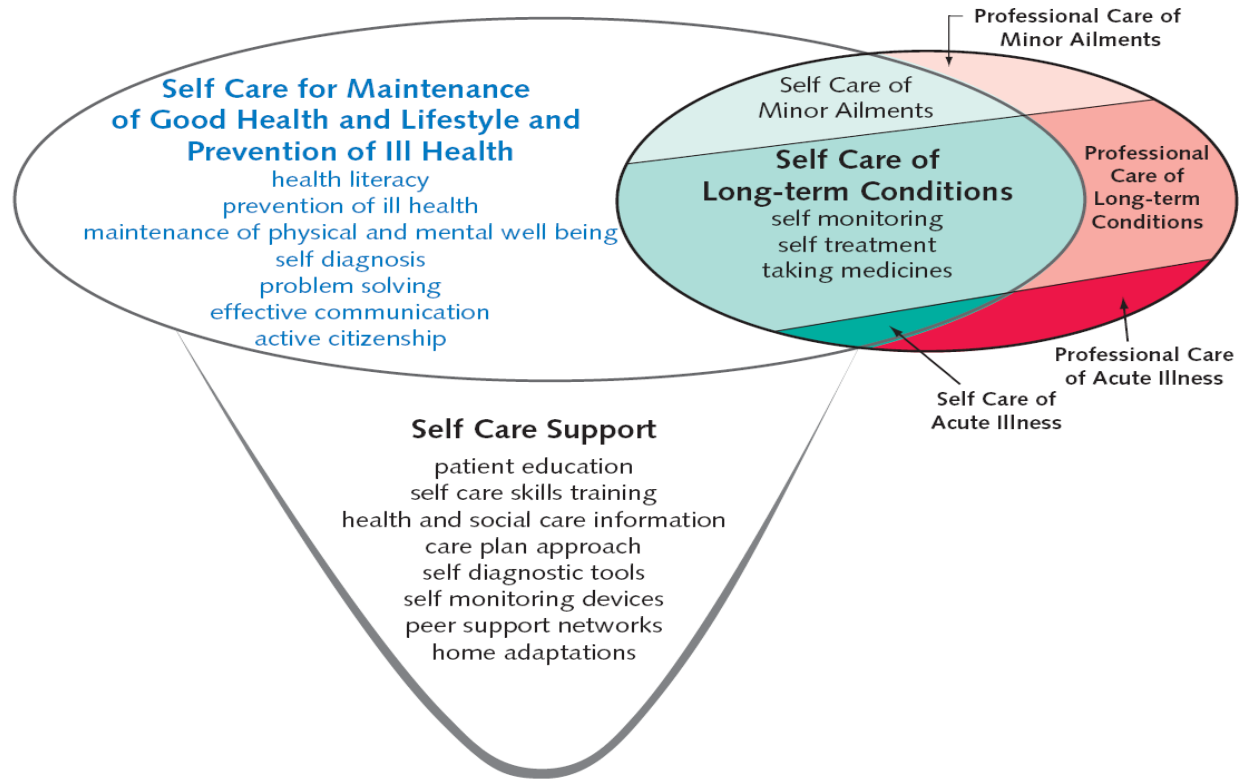 Professional Care of
Minor Ailments
Self Care for Maintenance
of Good Health and Lifestyle and
Prevention of Ill Health
health literacy
prevention of ill health
maintenance of physical and mental well being
self diagnosis
problem solving
effective communication
active citizenship
Self Care of
Minor Ailments
Self Care of
Long-term Conditions
self monitoring
self treatment
taking medicines
Professional
Care of
Long-term
Conditions
Professional Care
of Acute Illness
Self Care of
Acute Illness
Self Care Support
patient education
self care skills training
health and social care information
care plan approach
self diagnostic tools
self monitoring devices
peer support networks
home adaptations